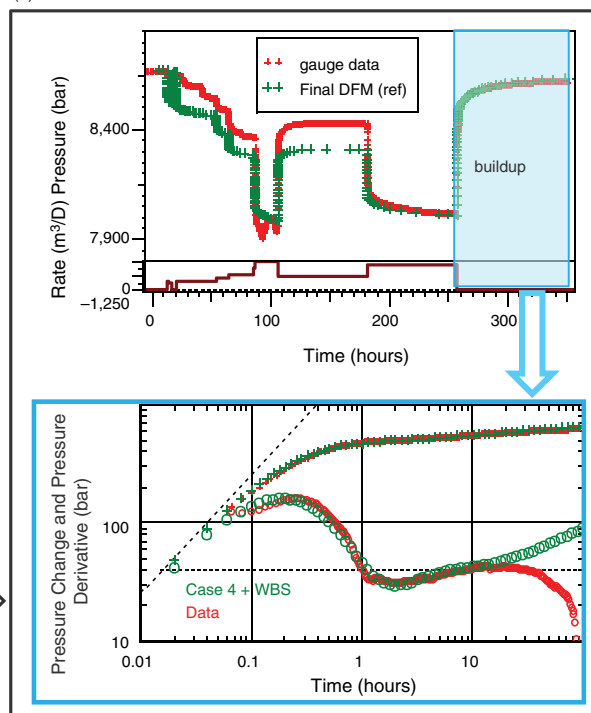 gauge data
Final DFM (ref)
8,400
7,900
0
–1,250
Rate (m³/D) Pressure (bar)
buildup
0
100
200
300
Time (hours)
Pressure Change and Pressure
Derivative (bar)
100
10
Case 4 + WBS
Data
0.01
0.1
1
10
Time (hours)